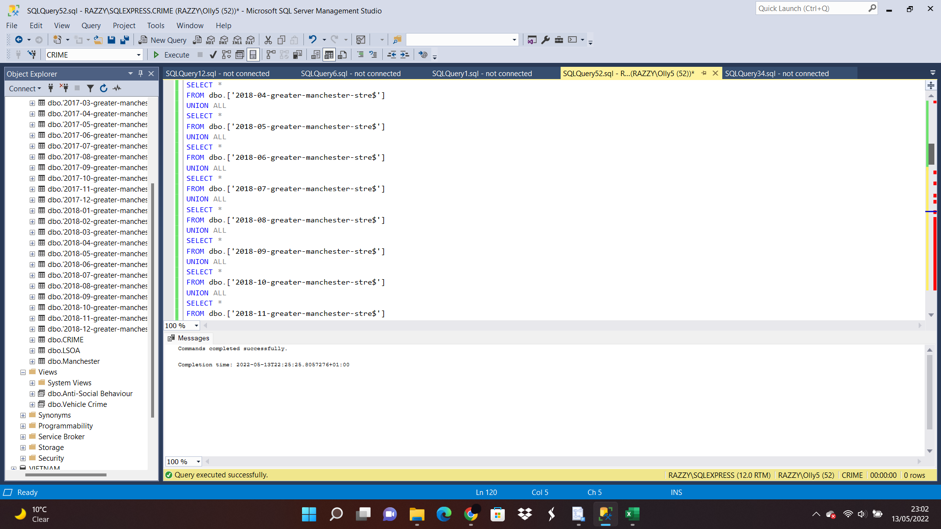 SQLQuery52.sql - RAZZY\SQLEXPRESS.CRIME (RAZZY\Olly5 (52))* - Microsoft SQL Server Management Studio
Quick Launch (Ctrl+Q)
File Edit View Query Project Tools Window Help
New Query
CRIME
Execute
Object Explorer
SQLQuery12.sql - not connected
SQLQuery6.sql - not connected
SQLQuery1.sql - not connected
SQLQuery52.sql - R...(RAZZY\Olly5 (52))*
SQLQuery34.sql - not connected
Connect
dbo.'2017-03-greater-manches
dbo.'2017-04-greater-manches
dbo.'2017-05-greater-manches
dbo.'2017-06-greater-manches
dbo.'2017-07-greater-manches
dbo.'2017-08-greater-manches
dbo.'2017-09-greater-manches
dbo.'2017-10-greater-manches
dbo.'2017-11-greater-manches
dbo.'2017-12-greater-manches
dbo.'2018-01-greater-manches
dbo.'2018-02-greater-manches
dbo.'2018-03-greater-manches
dbo.'2018-04-greater-manches
dbo.'2018-05-greater-manches
dbo.'2018-06-greater-manches
dbo.'2018-07-greater-manches
dbo.'2018-08-greater-manches
dbo.'2018-09-greater-manches
dbo.'2018-10-greater-manches
dbo.'2018-11-greater-manches
dbo.'2018-12-greater-manches
dbo.CRIME
dbo.LSOA
dbo.Manchester
Views
System Views
dbo.Anti-Social Behaviour
dbo.Vehicle Crime
Synonyms
Programmability
Service Broker
Storage
Security
VIETNAM
SELECT *
FROM dbo.['2018-04-greater-manchester-stre$']
UNION ALL
SELECT *
FROM dbo.['2018-05-greater-manchester-stre$']
UNION ALL
SELECT *
FROM dbo.['2018-06-greater-manchester-stre$']
UNION ALL
SELECT *
FROM dbo.['2018-07-greater-manchester-stre$']
UNION ALL
SELECT *
FROM dbo.['2018-08-greater-manchester-stre$']
UNION ALL
SELECT *
FROM dbo.['2018-09-greater-manchester-stre$']
UNION ALL
SELECT *
FROM dbo.['2018-10-greater-manchester-stre$']
UNION ALL
SELECT *
FROM dbo.['2018-11-greater-manchester-stre$']
100 %
Messages
Commands completed successfully.
Completion time: 2022-05-13T22:25:25.8057276+01:00
100 %
Query executed successfully.
RAZZY\SQLEXPRESS (12.0 RTM) RAZZY\Olly5 (52) CRIME 00:00:00 0 rows
Ready Ln 120 Col 5 Ch 5 INS
10°C
Clear
23:02
13/05/2022